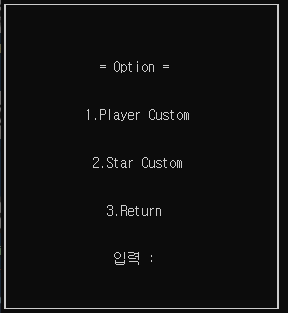 = Option =
1.Player Custom
2.Star Custom
3.Return
입력 :